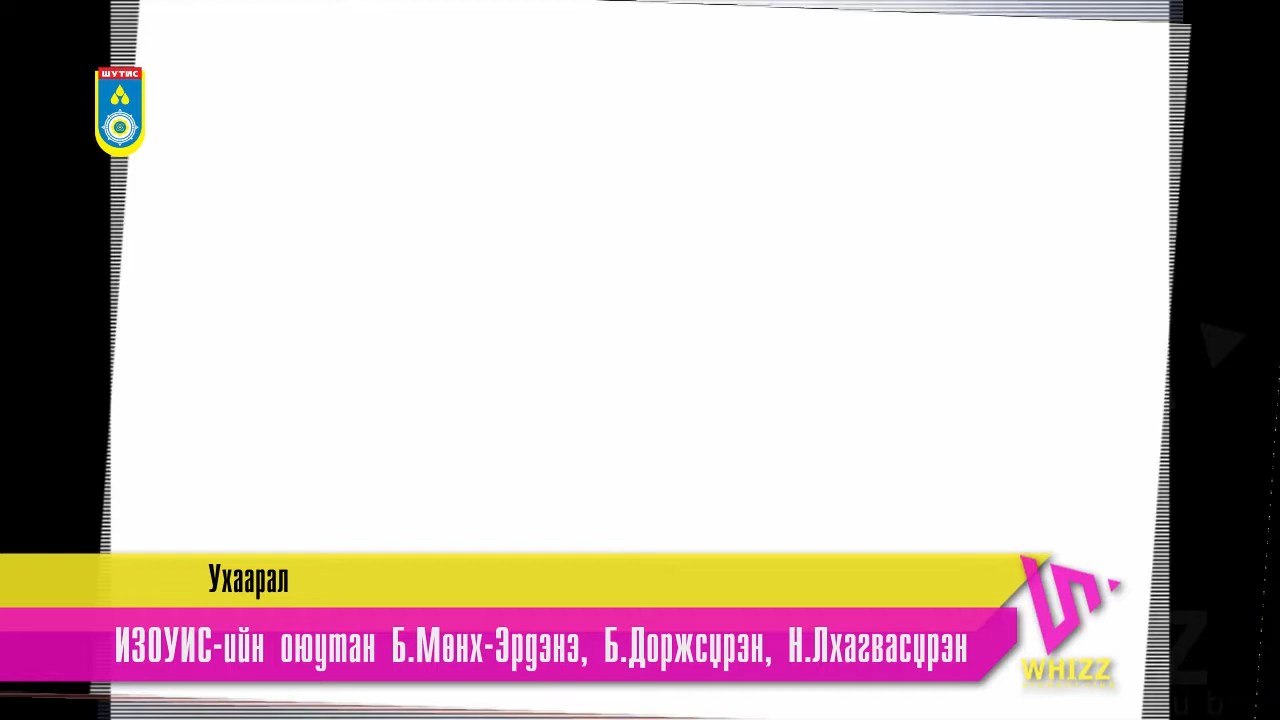 ШУТИС
Ухаарал
ИЗОУИС-ийн оюутан Б.Мөнх-Эрдэнэ, Б.Доржсүрэн, Н.Лхагвасүрэн
WHIZZ